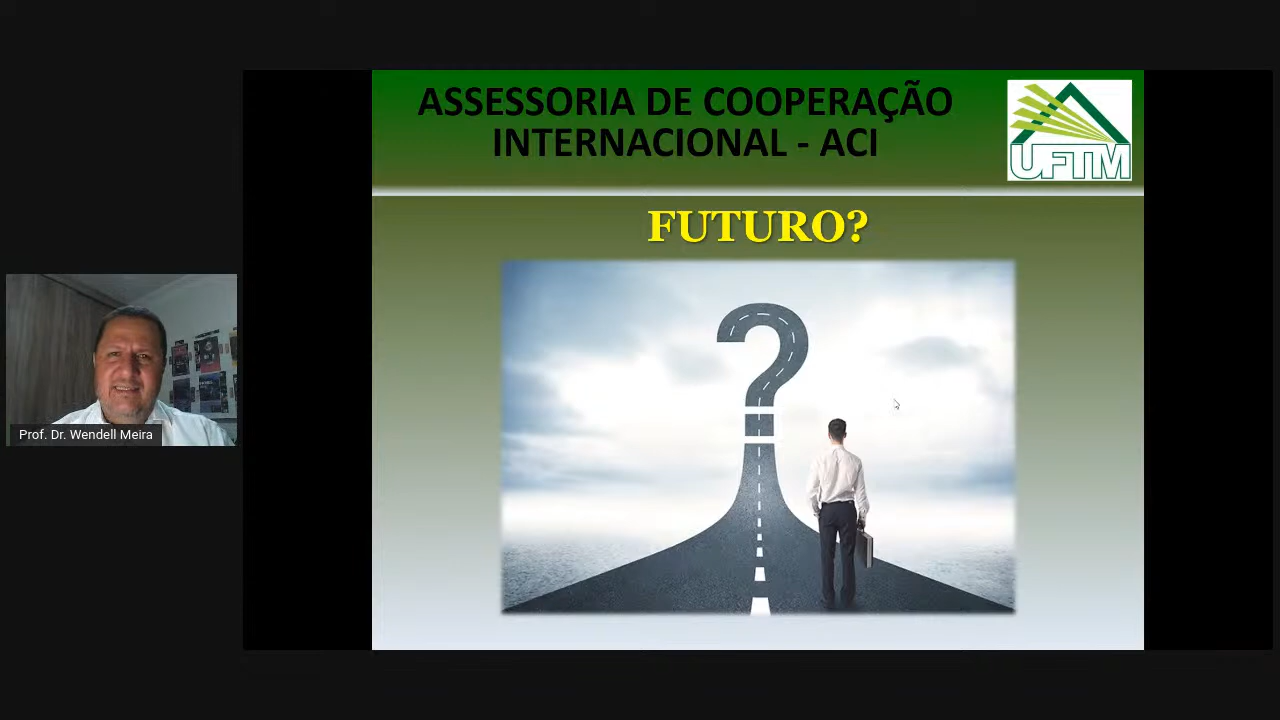 ASSESSORIA DE COOPERAÇÃO
INTERNACIONAL - ACI
UFTM
FUTURO?
Prof. Dr. Wendell Meira